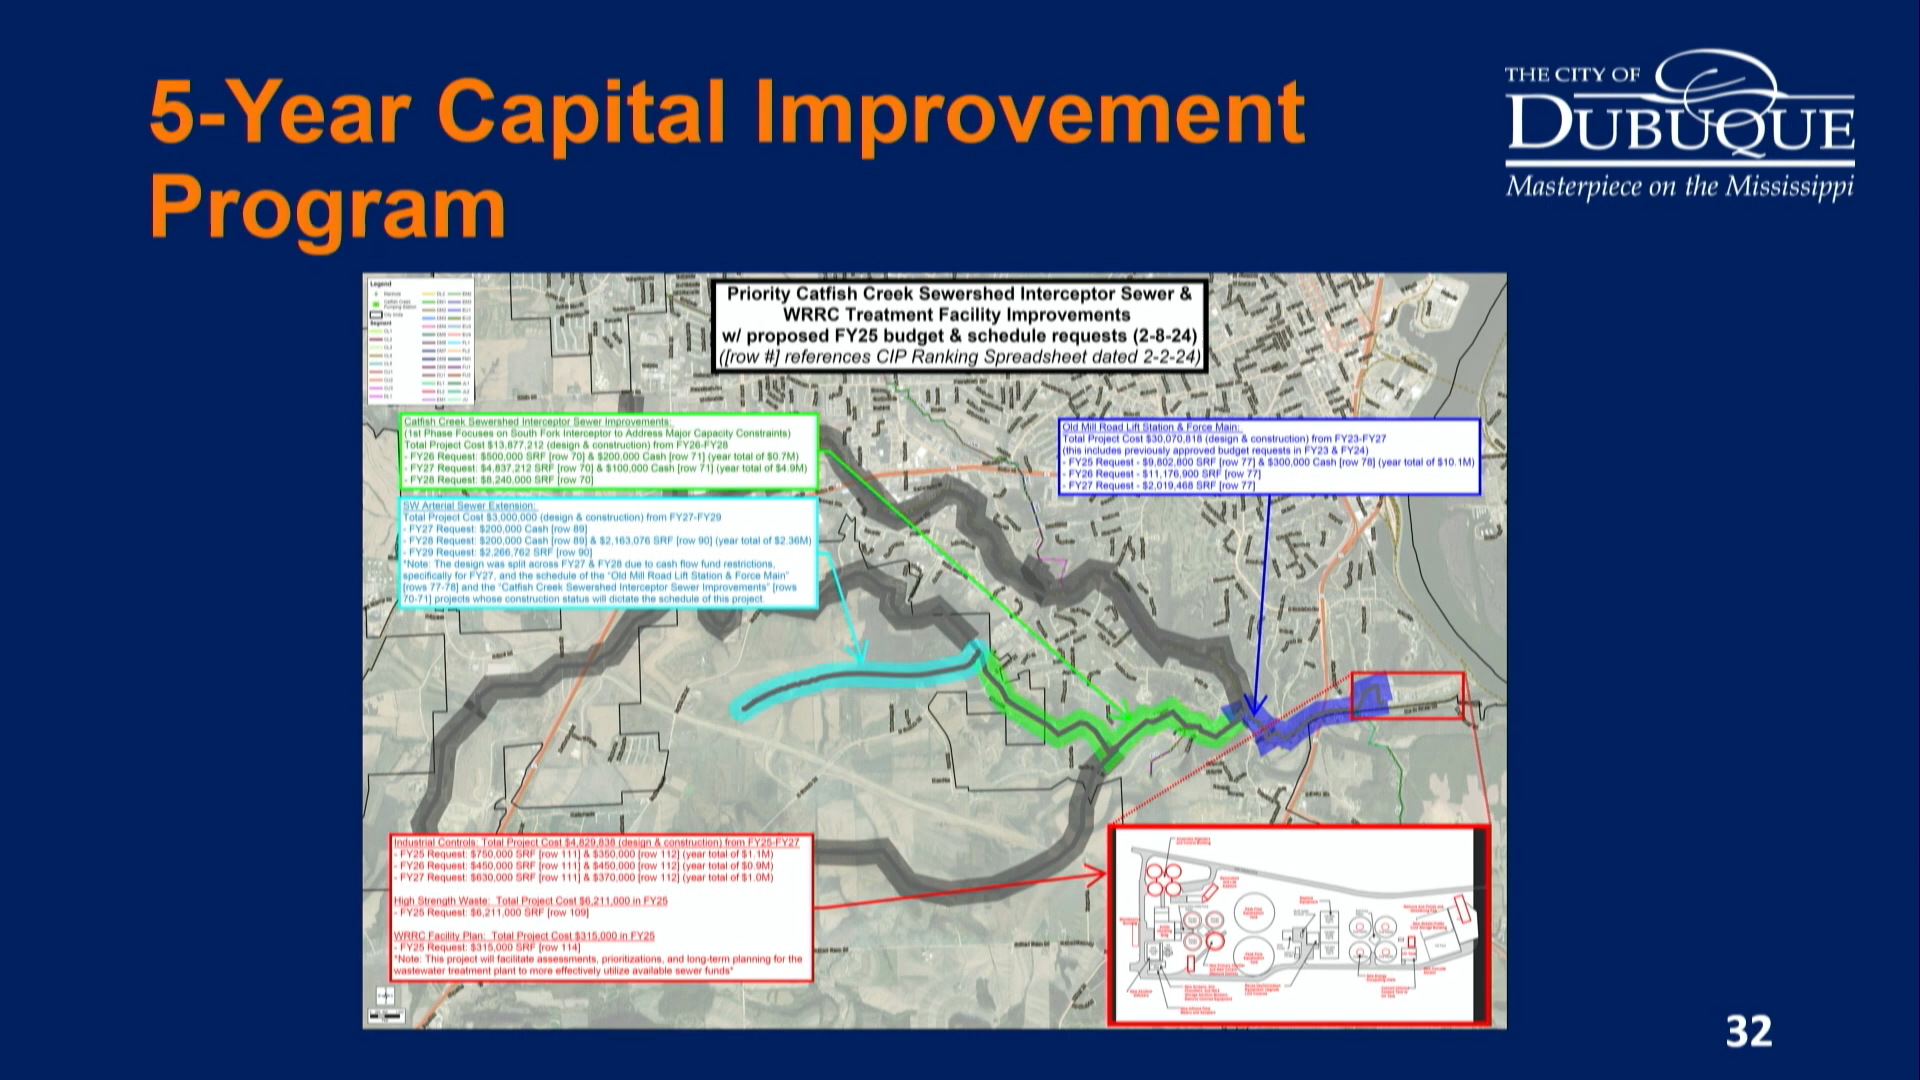 5-Year Capital Improvement
Program
THE CITY OF
DUBUQUE
Masterpiece on the Mississippi
Legend
Priority Catfish Creek Sewershed Interceptor Sewer &
WRRC Treatment Facility Improvements
w/ proposed FY25 budget & schedule requests (2-8-24)
([row #] references CIP Ranking Spreadsheet dated 2-2-24)
Catfish Creek Sewershed Interceptor Sewer Improvements:
(1st Phase Focuses on South Fork Interceptor to Address Major Capacity Constraints)
Total Project Cost $13,877,212 (design & construction) from FY26-FY28
- FY26 Request: $500,000 SRF [row 70] & $200,000 Cash [row 71] (year total of $0.7M)
- FY27 Request: $4,837,212 SRF [row 70] & $100,000 Cash [row 71] (year total of $4.9M)
- FY28 Request: $8,240,000 SRF [row 70]
Old Mill Road Lift Station & Force Main:
Total Project Cost $30,070,818 (design & construction) from FY23-FY27
(this includes previously approved budget requests in FY23 & FY24)
- FY25 Request - $9,802,800 SRF [row 77] & $300,000 Cash [row 78] (year total of $10.1M)
- FY26 Request - $11,176,900 SRF [row 77]
- FY27 Request - $2,019,468 SRF [row 77]
SW Arterial Sewer Extension:
Total Project Cost $3,000,000 (design & construction) from FY27-FY29
- FY27 Request: $200,000 Cash [row 89]
- FY28 Request: $200,000 Cash [row 89] & $2,163,076 SRF [row 90] (year total of $2.36M)
- FY29 Request: $2,266,762 SRF [row 90]
*Note: The design was split across FY27 & FY28 due to cash flow fund restrictions,
specifically for FY27, and the schedule of the "Old Mill Road Lift Station & Force Main"
[rows 77-78] and the "Catfish Creek Sewershed Interceptor Sewer Improvements" [rows
70-71] projects whose construction status will dictate the schedule of this project.
Industrial Controls: Total Project Cost $4,829,838 (design & construction) from FY25-FY27
- FY25 Request: $750,000 SRF [row 111] & $350,000 [row 112] (year total of $1.1M)
- FY26 Request: $450,000 SRF [row 111] & $450,000 [row 112] (year total of $0.9M)
- FY27 Request: $630,000 SRF [row 111] & $370,000 [row 112] (year total of $1.0M)
High Strength Waste: Total Project Cost $6,211,000 in FY25
- FY25 Request: $6,211,000 SRF [row 109]
WRRC Facility Plan: Total Project Cost $315,000 in FY25
- FY25 Request: $315,000 SRF [row 114]
*Note: This project will facilitate assessments, prioritizations, and long-term planning for the
wastewater treatment plant to more effectively utilize available sewer funds*
32